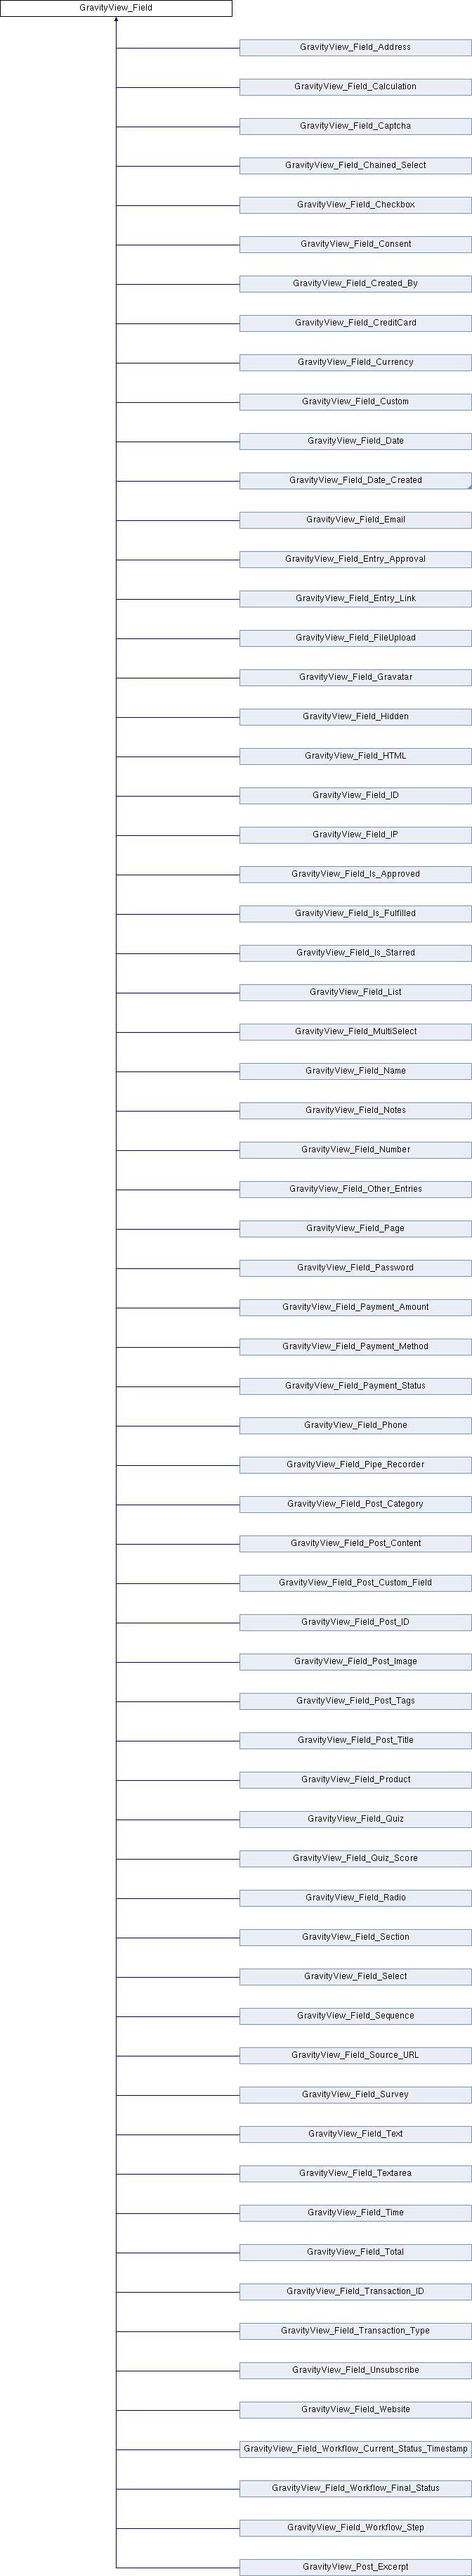 GravityView_Field
GravityView_Field_Address
GravityView_Field_Calculation
GravityView_Field_Captcha
GravityView_Field_Chained_Select
GravityView_Field_Checkbox
GravityView_Field_Consent
GravityView_Field_Created_By
GravityView_Field_CreditCard
GravityView_Field_Currency
GravityView_Field_Custom
GravityView_Field_Date
GravityView_Field_Date_Created
GravityView_Field_Email
GravityView_Field_Entry_Approval
GravityView_Field_Entry_Link
GravityView_Field_FileUpload
GravityView_Field_Gravatar
GravityView_Field_Hidden
GravityView_Field_HTML
GravityView_Field_ID
GravityView_Field_IP
GravityView_Field_Is_Approved
GravityView_Field_Is_Fulfilled
GravityView_Field_Is_Starred
GravityView_Field_List
GravityView_Field_MultiSelect
GravityView_Field_Name
GravityView_Field_Notes
GravityView_Field_Number
GravityView_Field_Other_Entries
GravityView_Field_Page
GravityView_Field_Password
GravityView_Field_Payment_Amount
GravityView_Field_Payment_Method
GravityView_Field_Payment_Status
GravityView_Field_Phone
GravityView_Field_Pipe_Recorder
GravityView_Field_Post_Category
GravityView_Field_Post_Content
GravityView_Field_Post_Custom_Field
GravityView_Field_Post_ID
GravityView_Field_Post_Image
GravityView_Field_Post_Tags
GravityView_Field_Post_Title
GravityView_Field_Product
GravityView_Field_Quiz
GravityView_Field_Quiz_Score
GravityView_Field_Radio
GravityView_Field_Section
GravityView_Field_Select
GravityView_Field_Sequence
GravityView_Field_Source_URL
GravityView_Field_Survey
GravityView_Field_Text
GravityView_Field_Textarea
GravityView_Field_Time
GravityView_Field_Total
GravityView_Field_Transaction_ID
GravityView_Field_Transaction_Type
GravityView_Field_Unsubscribe
GravityView_Field_Website
GravityView_Field_Workflow_Current_Status_Timestamp
GravityView_Field_Workflow_Final_Status
GravityView_Field_Workflow_Step
GravityView_Post_Excerpt